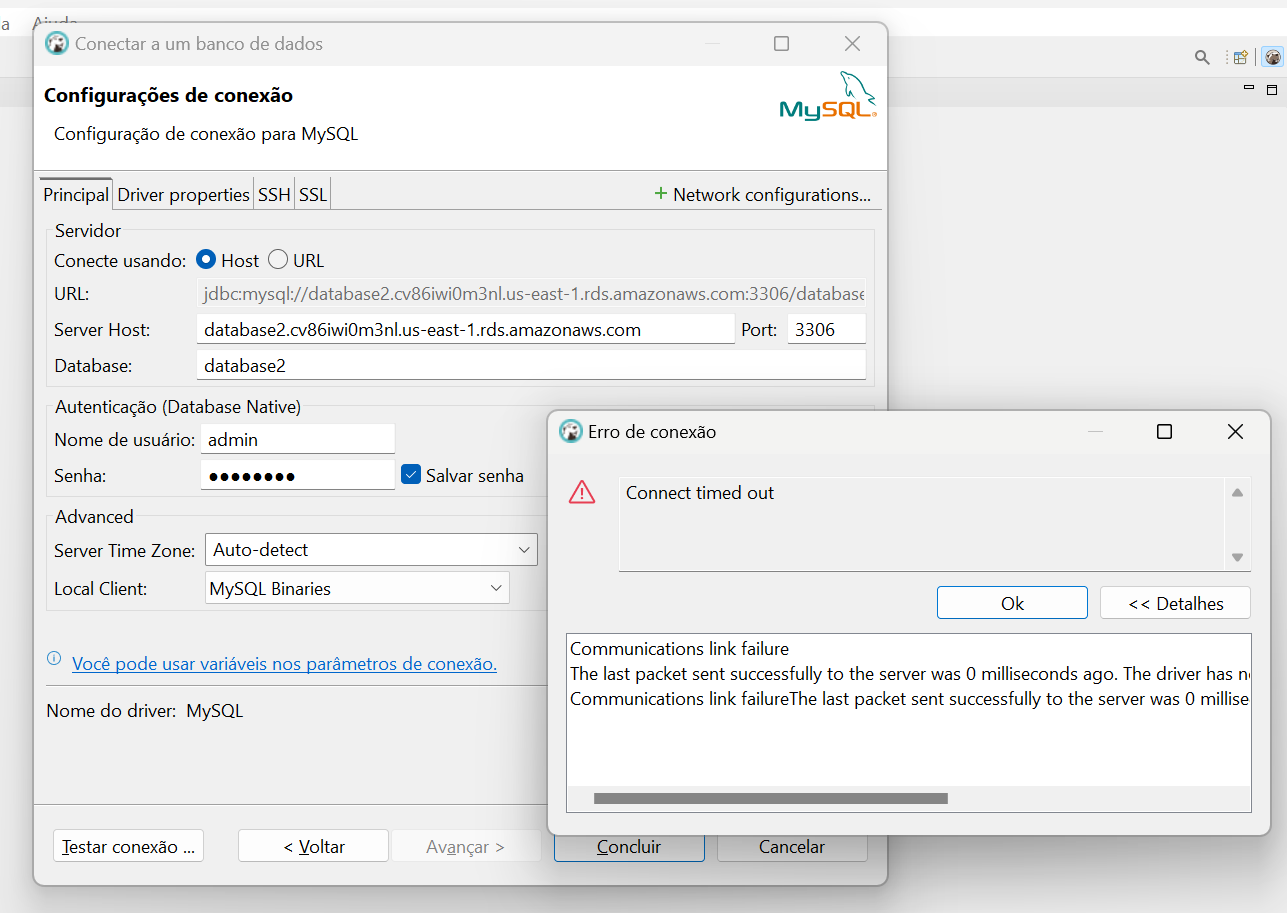 a Ajuda
Conectar a um banco de dados
Configurações de conexão
Configuração de conexão para MySQL
MySQL®
Principal Driver properties SSH SSL
+ Network configurations...
Servidor
Conecte usando: Host URL
URL: jdbc:mysql://database2.cv86iwi0m3nl.us-east-1.rds.amazonaws.com:3306/database
Server Host: database2.cv86iwi0m3nl.us-east-1.rds.amazonaws.com Port: 3306
Database: database2
Autenticação (Database Native)
Nome de usuário: admin
Senha: ●●●●●●●● Salvar senha
Advanced
Server Time Zone: Auto-detect
Local Client: MySQL Binaries
Você pode usar variáveis nos parâmetros de conexão.
Nome do driver: MySQL
Testar conexão ... < Voltar Avançar > Concluir Cancelar
Erro de conexão
Connect timed out
Ok << Detalhes
Communications link failure
The last packet sent successfully to the server was 0 milliseconds ago. The driver has n
Communications link failureThe last packet sent successfully to the server was 0 millise